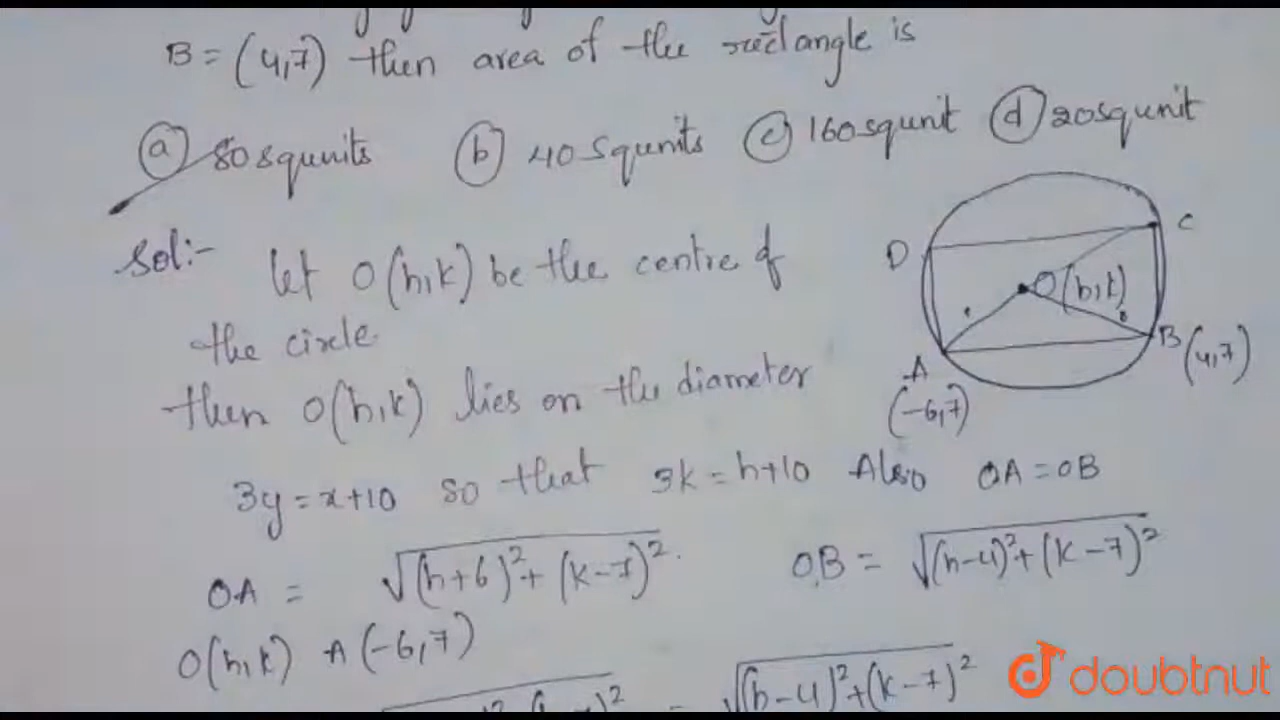 B = (4,7) then area of the rectangle is
(a) 80 squnits (b) 40 Squnits (c) 160 squnit (d) 20 squnit
Sol:- let O(h,k) be the centre of
the circle.
then O(h,k) lies on the diameter
3y = x+10 so that 3k = h+10 Also OA = OB
OA = √(h+6)²+(k-7)². OB = √(h-4)²+(k-7)²
O(h,k) A(-6,7)
= √(h-4)²+(k-7)²
D
C
O(h,k)
B(4,7)
A
(-6,7)
doubtnut